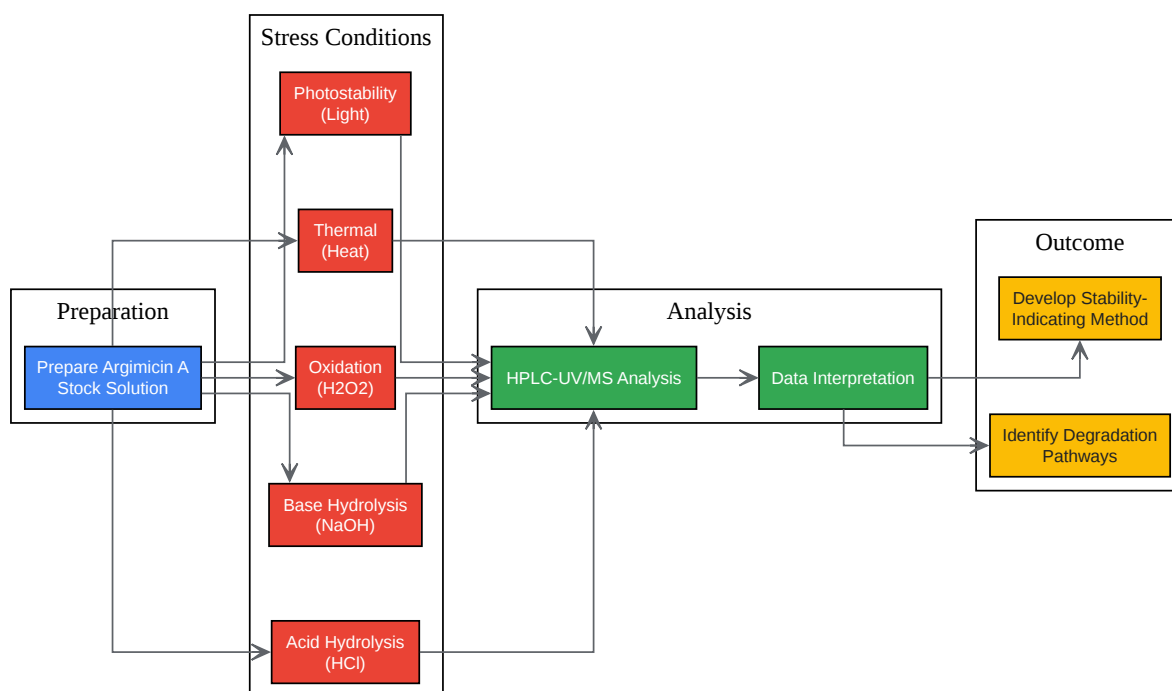 Stress Conditions
Photostability
(Light)
Thermal
(Heat)
Oxidation
(H2O2)
Base Hydrolysis
(NaOH)
Acid Hydrolysis
(HCl)
Preparation
Prepare Argimicin A
Stock Solution
Analysis
HPLC-UV/MS Analysis
Data Interpretation
Outcome
Develop Stability-
Indicating Method
Identify Degradation
Pathways